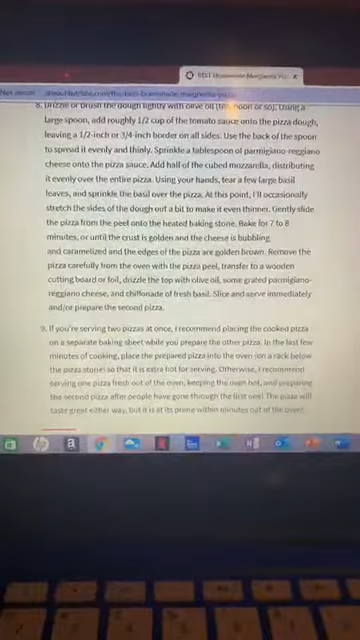 BEST Homemade Margherita Piz
Not secure
8. Drizzle or brush the dough lightly with olive oil (te oon or so). Using a
large spoon, add roughly 1/2 cup of the tomato sauce onto the pizza dough,
leaving a 1/2-inch or 3/4-inch border on all sides. Use the back of the spoon
to spread it evenly and thinly. Sprinkle a tablespoon of parmigiano-reggiano
cheese onto the pizza sauce. Add half of the cubed mozzarella, distributing
it evenly over the entire pizza. Using your hands, tear a few large basil
leaves, and sprinkle the basil over the pizza. At this point, I'll occasionally
stretch the sides of the dough out a bit to make it even thinner. Gently slide
the pizza from the peel onto the heated baking stone. Bake for 7 to 8
minutes, or until the crust is golden and the cheese is bubbling
and caramelized and the edges of the pizza are golden brown. Remove the
pizza carefully from the oven with the pizza peel, transfer to a wooden
cutting board or foil, drizzle the top with olive oil, some grated parmigiano-
reggiano cheese, and chiffonade of fresh basil. Slice and serve immediately
and/or prepare the second pizza.
9. If you're serving two pizzas at once, I recommend placing the cooked pizza
on a separate baking sheet while you prepare the other pizza. In the last few
minutes of cooking, place the prepared pizza into the oven (on a rack below
the pizza stone) so that it is extra hot for serving. Otherwise, I recommend
serving one pizza fresh out of the oven, keeping the oven hot, and preparing
the second pizza after people have gone through the first one! The pizza will
taste great either way, but it is at its prime within minutes out of the oven!
hp
a